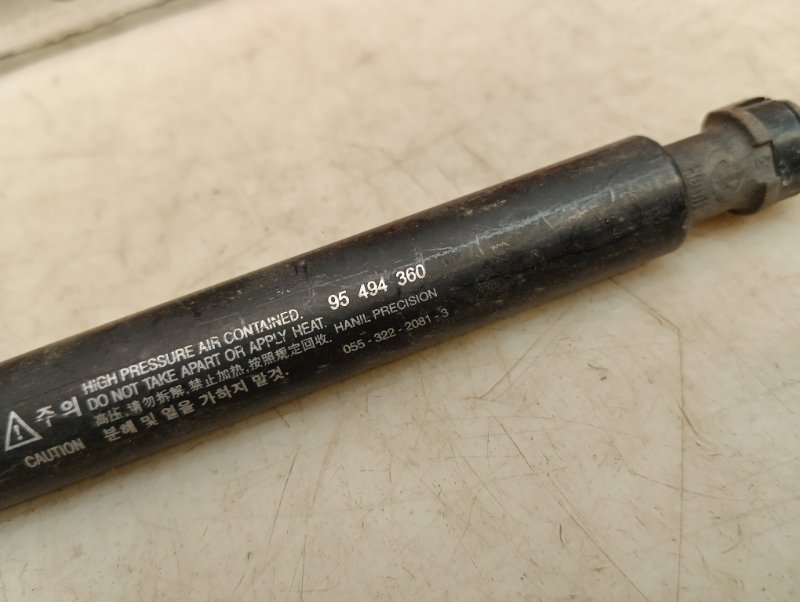 HIGH PRESSURE AIR CONTAINED. 95 494 360
주의 DO NOT TAKE APART OR APPLY HEAT. HANIL PRECISION
CAUTION 高压,请勿拆解,禁止加热,按照规定回收. 055-322-2081~3
분해 및 열을 가하지 말것.